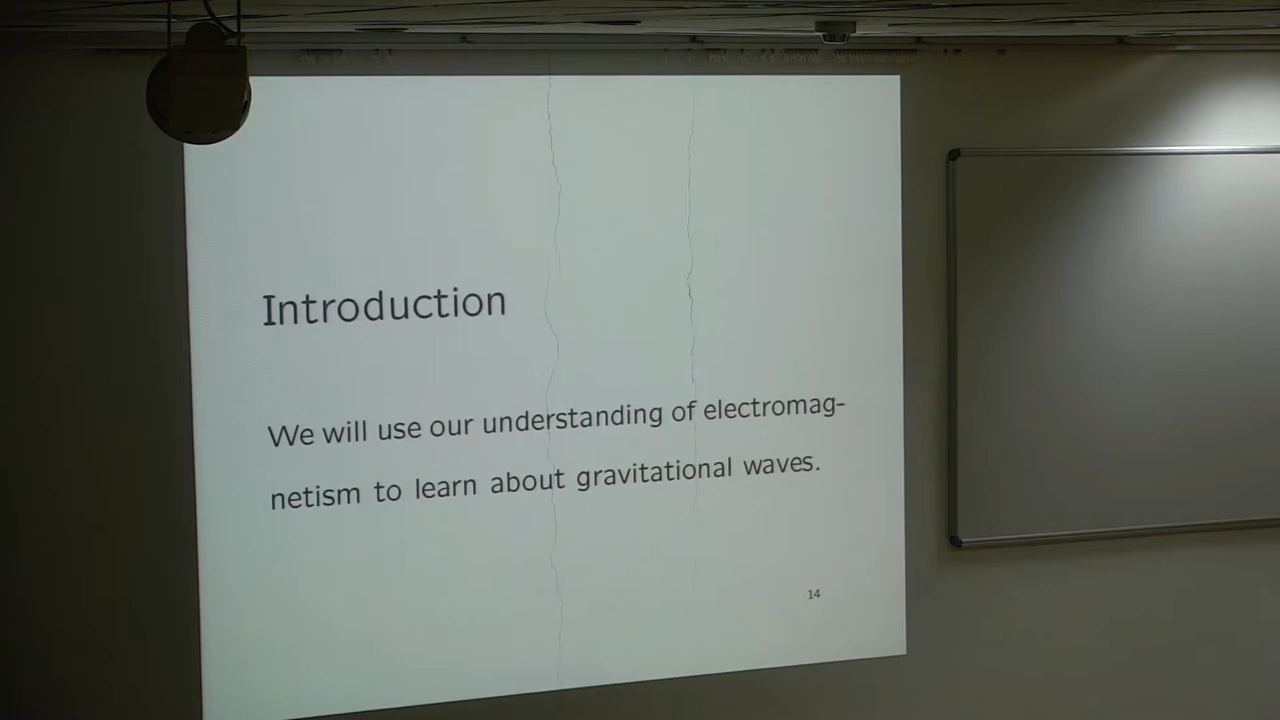 Introduction
We will use our understanding of electromag-
netism to learn about gravitational waves.
14